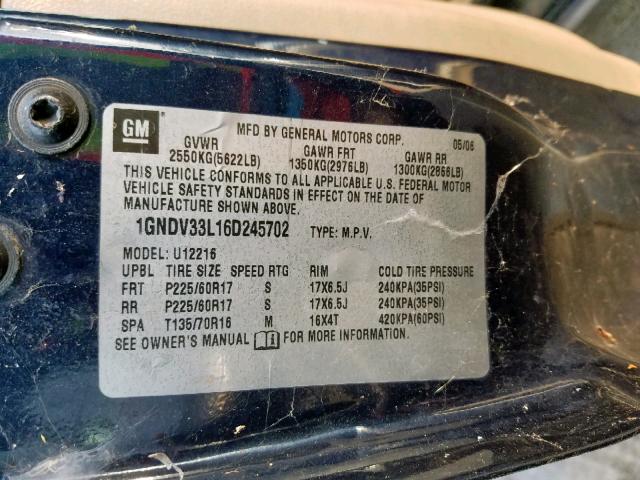 GM
MFD BY GENERAL MOTORS CORP. 05/06
GVWR GAWR FRT GAWR RR
2550KG(5622LB) 1350KG(2976LB) 1300KG(2866LB)
THIS VEHICLE CONFORMS TO ALL APPLICABLE U.S. FEDERAL MOTOR
VEHICLE SAFETY STANDARDS IN EFFECT ON THE DATE OF
MANUFACTURE SHOWN ABOVE.
1GNDV33L16D245702 TYPE: M.P.V.
MODEL: U12216
UPBL TIRE SIZE SPEED RTG RIM COLD TIRE PRESSURE
FRT P225/60R17 S 17X6.5J 240KPA(35PSI)
RR P225/60R17 S 17X6.5J 240KPA(35PSI)
SPA T135/70R16 M 16X4T 420KPA(60PSI)
SEE OWNER'S MANUAL FOR MORE INFORMATION.